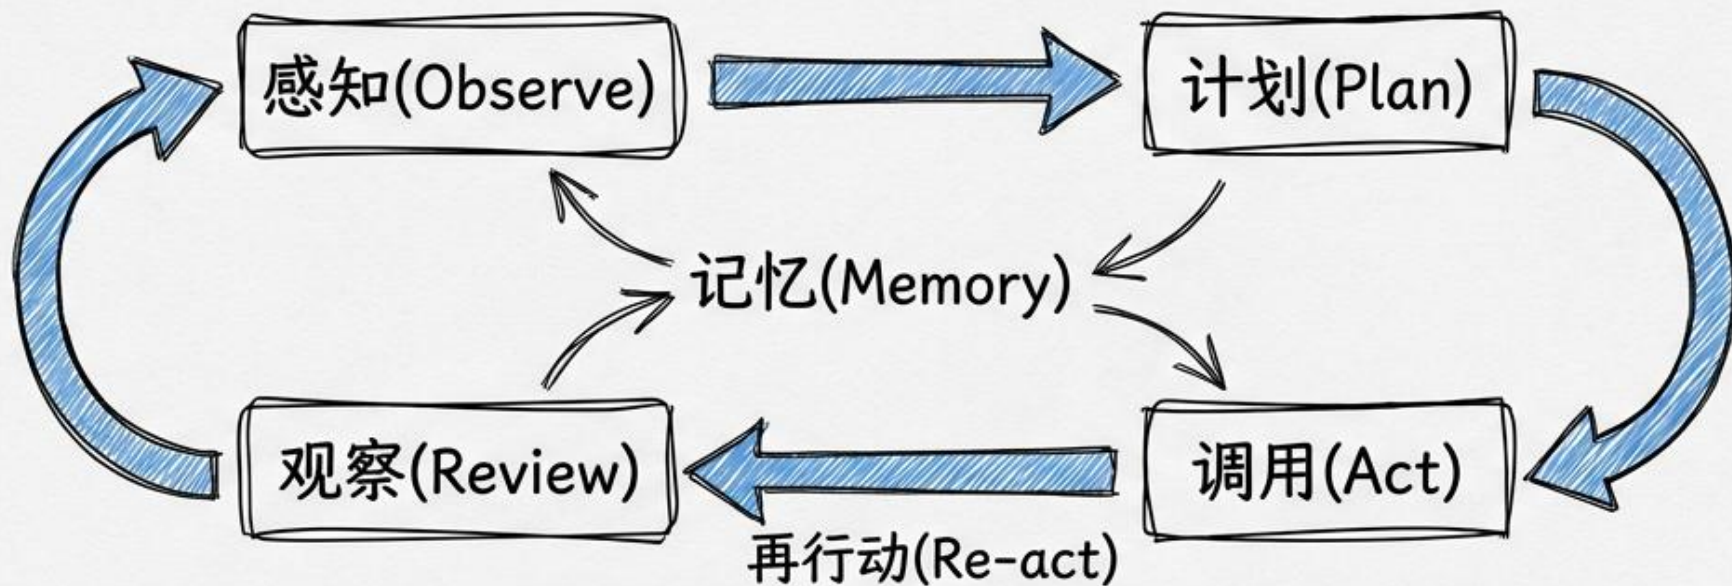 感知(Observe)
计划(Plan)
记忆(Memory)
观察(Review)
调用(Act)
再行动(Re-act)